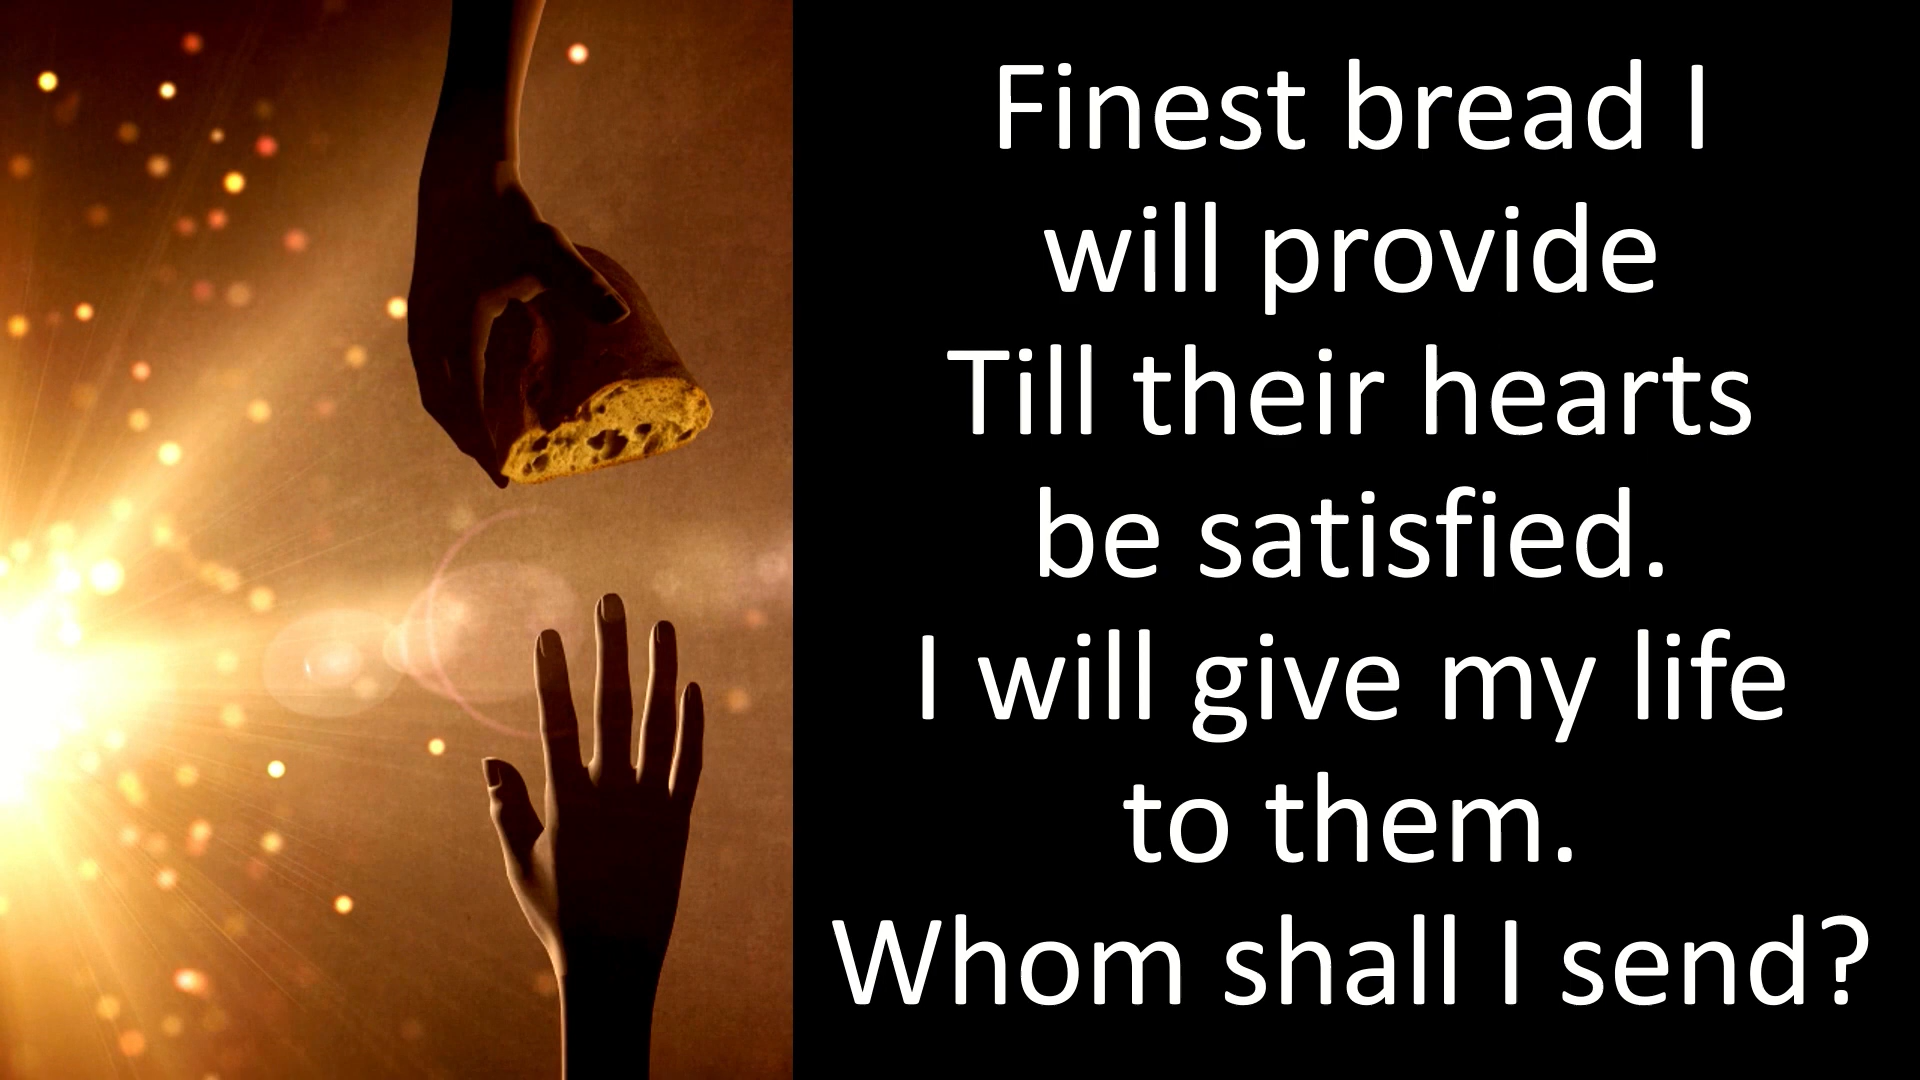 Finest bread I
will provide
Till their hearts
be satisfied.
I will give my life
to them.
Whom shall I send?